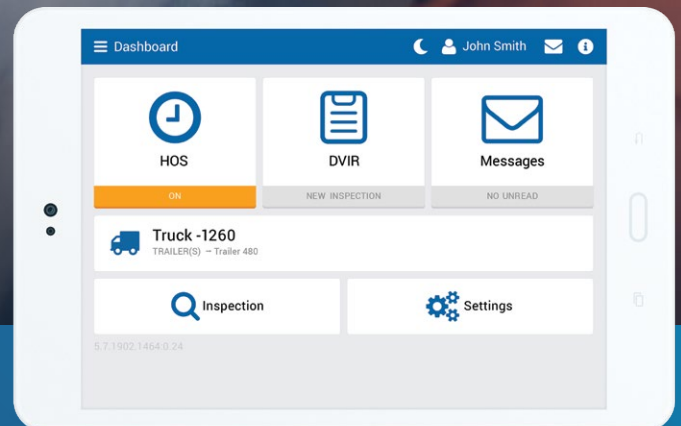 Dashboard
John Smith
HOS
DVIR
Messages
ON
NEW INSPECTION
NO UNREAD
Truck -1260
TRAILER(S) - Trailer 480
Inspection
Settings
5.7.1902.1464.0.24